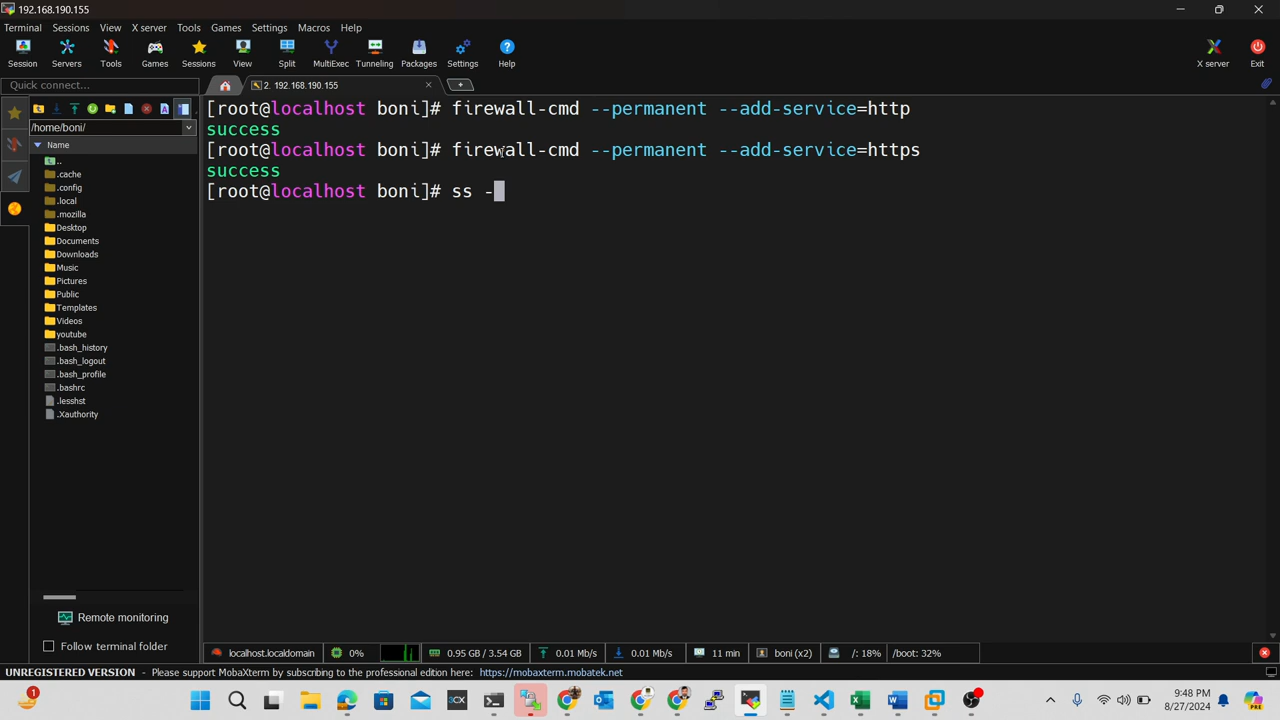 192.168.190.155
Terminal Sessions View X server Tools Games Settings Macros Help
Session Servers Tools Games Sessions View Split MultiExec Tunneling Packages Settings Help X server Exit
Quick connect...
2. 192.168.190.155
/home/boni/
Name
..
.cache
.config
.local
.mozilla
Desktop
Documents
Downloads
Music
Pictures
Public
Templates
Videos
youtube
.bash_history
.bash_logout
.bash_profile
.bashrc
.lesshst
.Xauthority
Remote monitoring
Follow terminal folder
[root@localhost boni]# firewall-cmd --permanent --add-service=http
success
[root@localhost boni]# firewall-cmd --permanent --add-service=https
success
[root@localhost boni]# ss -
localhost.localdomain 0% 0.95 GB / 3.54 GB 0.01 Mb/s 0.01 Mb/s 11 min boni (x2) /: 18% /boot: 32%
UNREGISTERED VERSION - Please support MobaXterm by subscribing to the professional edition here: https://mobaxterm.mobatek.net
1
3CX
9:48 PM
8/27/2024
PRE